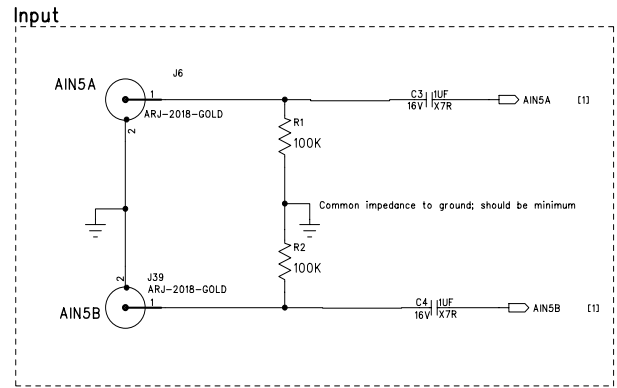 Input
J6
AIN5A
1
ARJ-2018-GOLD
2
C3 1UF
16V X7R
AIN5A [1]
R1
100K
Common impedance to ground; should be minimum
R2
100K
2
J39
ARJ-2018-GOLD
1
AIN5B
C4 1UF
16V X7R
AIN5B [1]